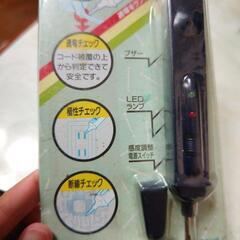 通電チェック
コード被覆の上
から判定できて
安全です。
ブザー
極性チェック
LED
ランプ
感度調整
電源スイッチ
断線チェック